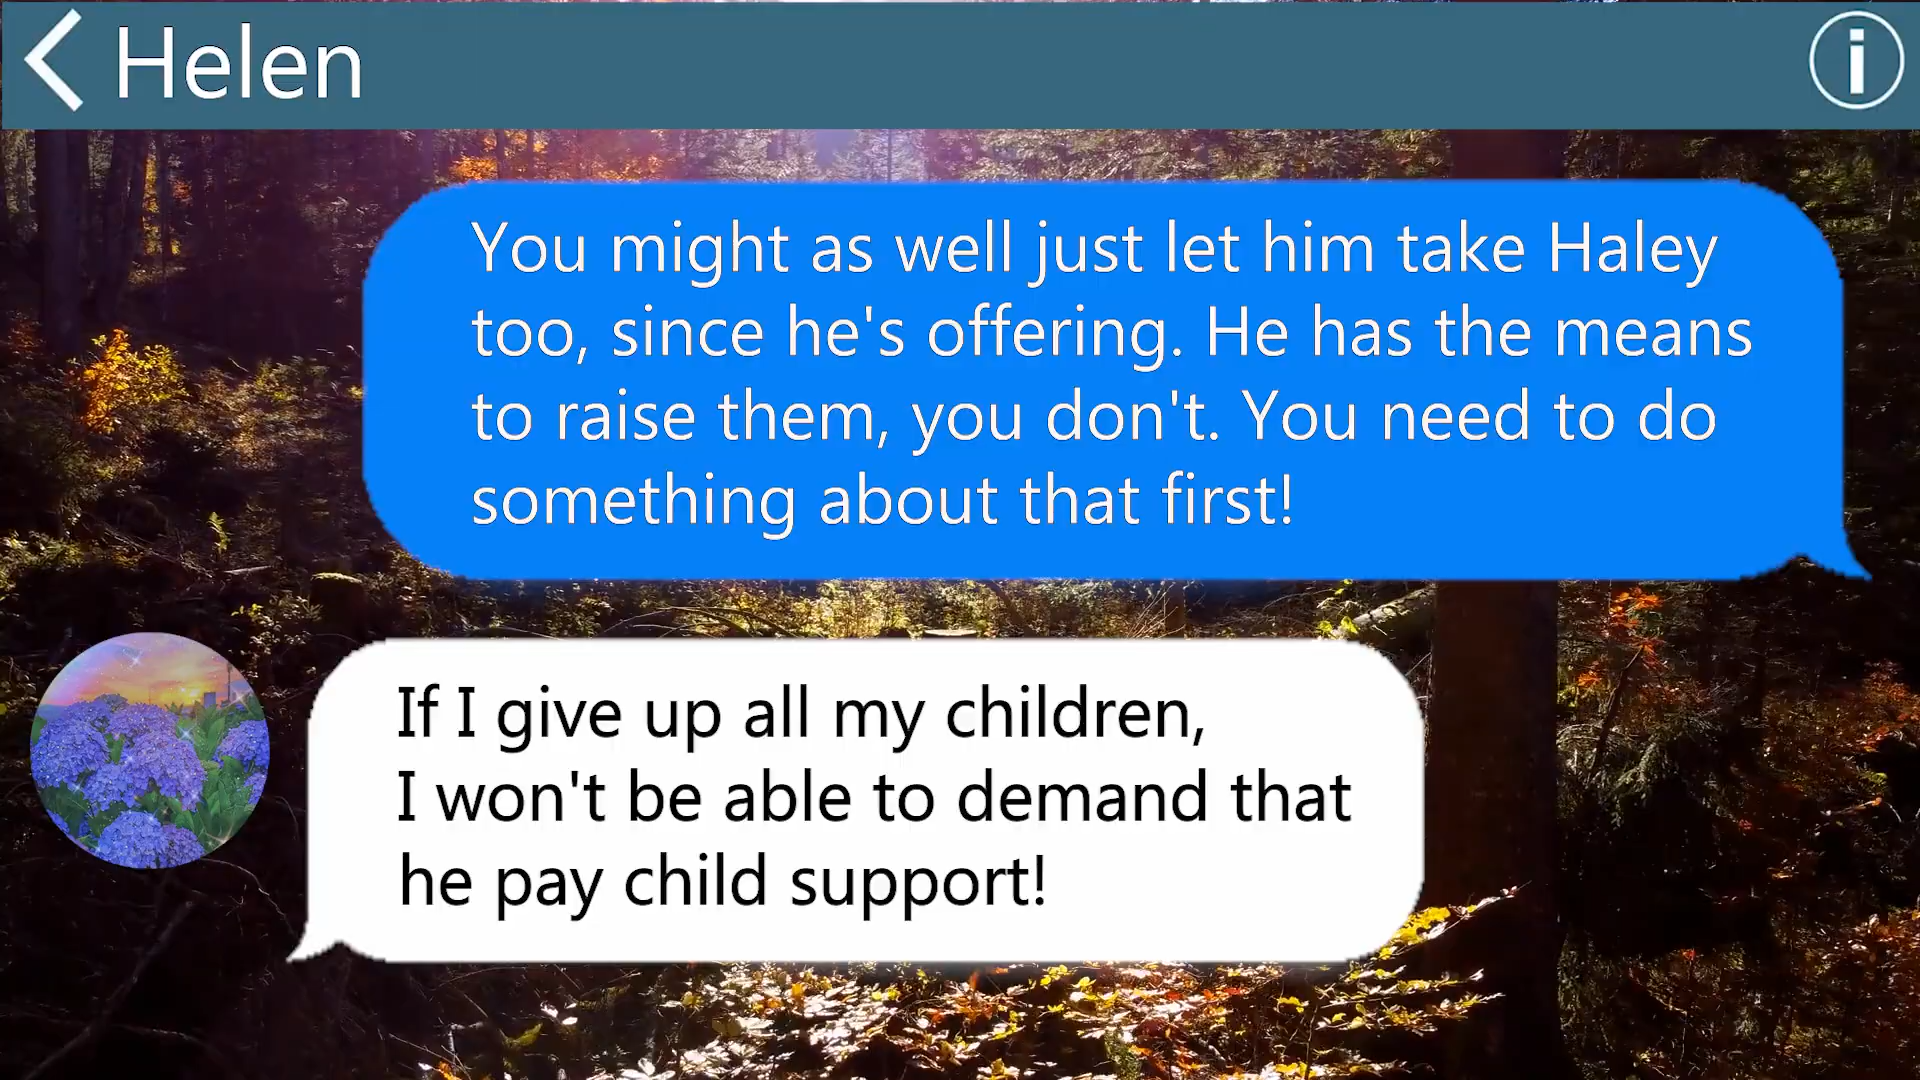 Helen
You might as well just let him take Haley
too, since he's offering. He has the means
to raise them, you don't. You need to do
something about that first!
If I give up all my children,
I won't be able to demand that
he pay child support!